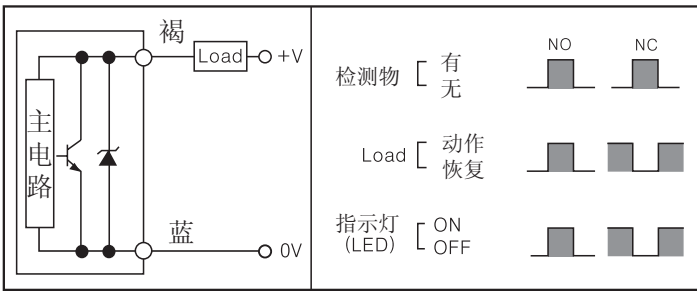 褐
Load
+V
主电路
蓝
0V
NO NC
检测物 [ 有
无
Load [ 动作
恢复
指示灯 [ ON
(LED) OFF